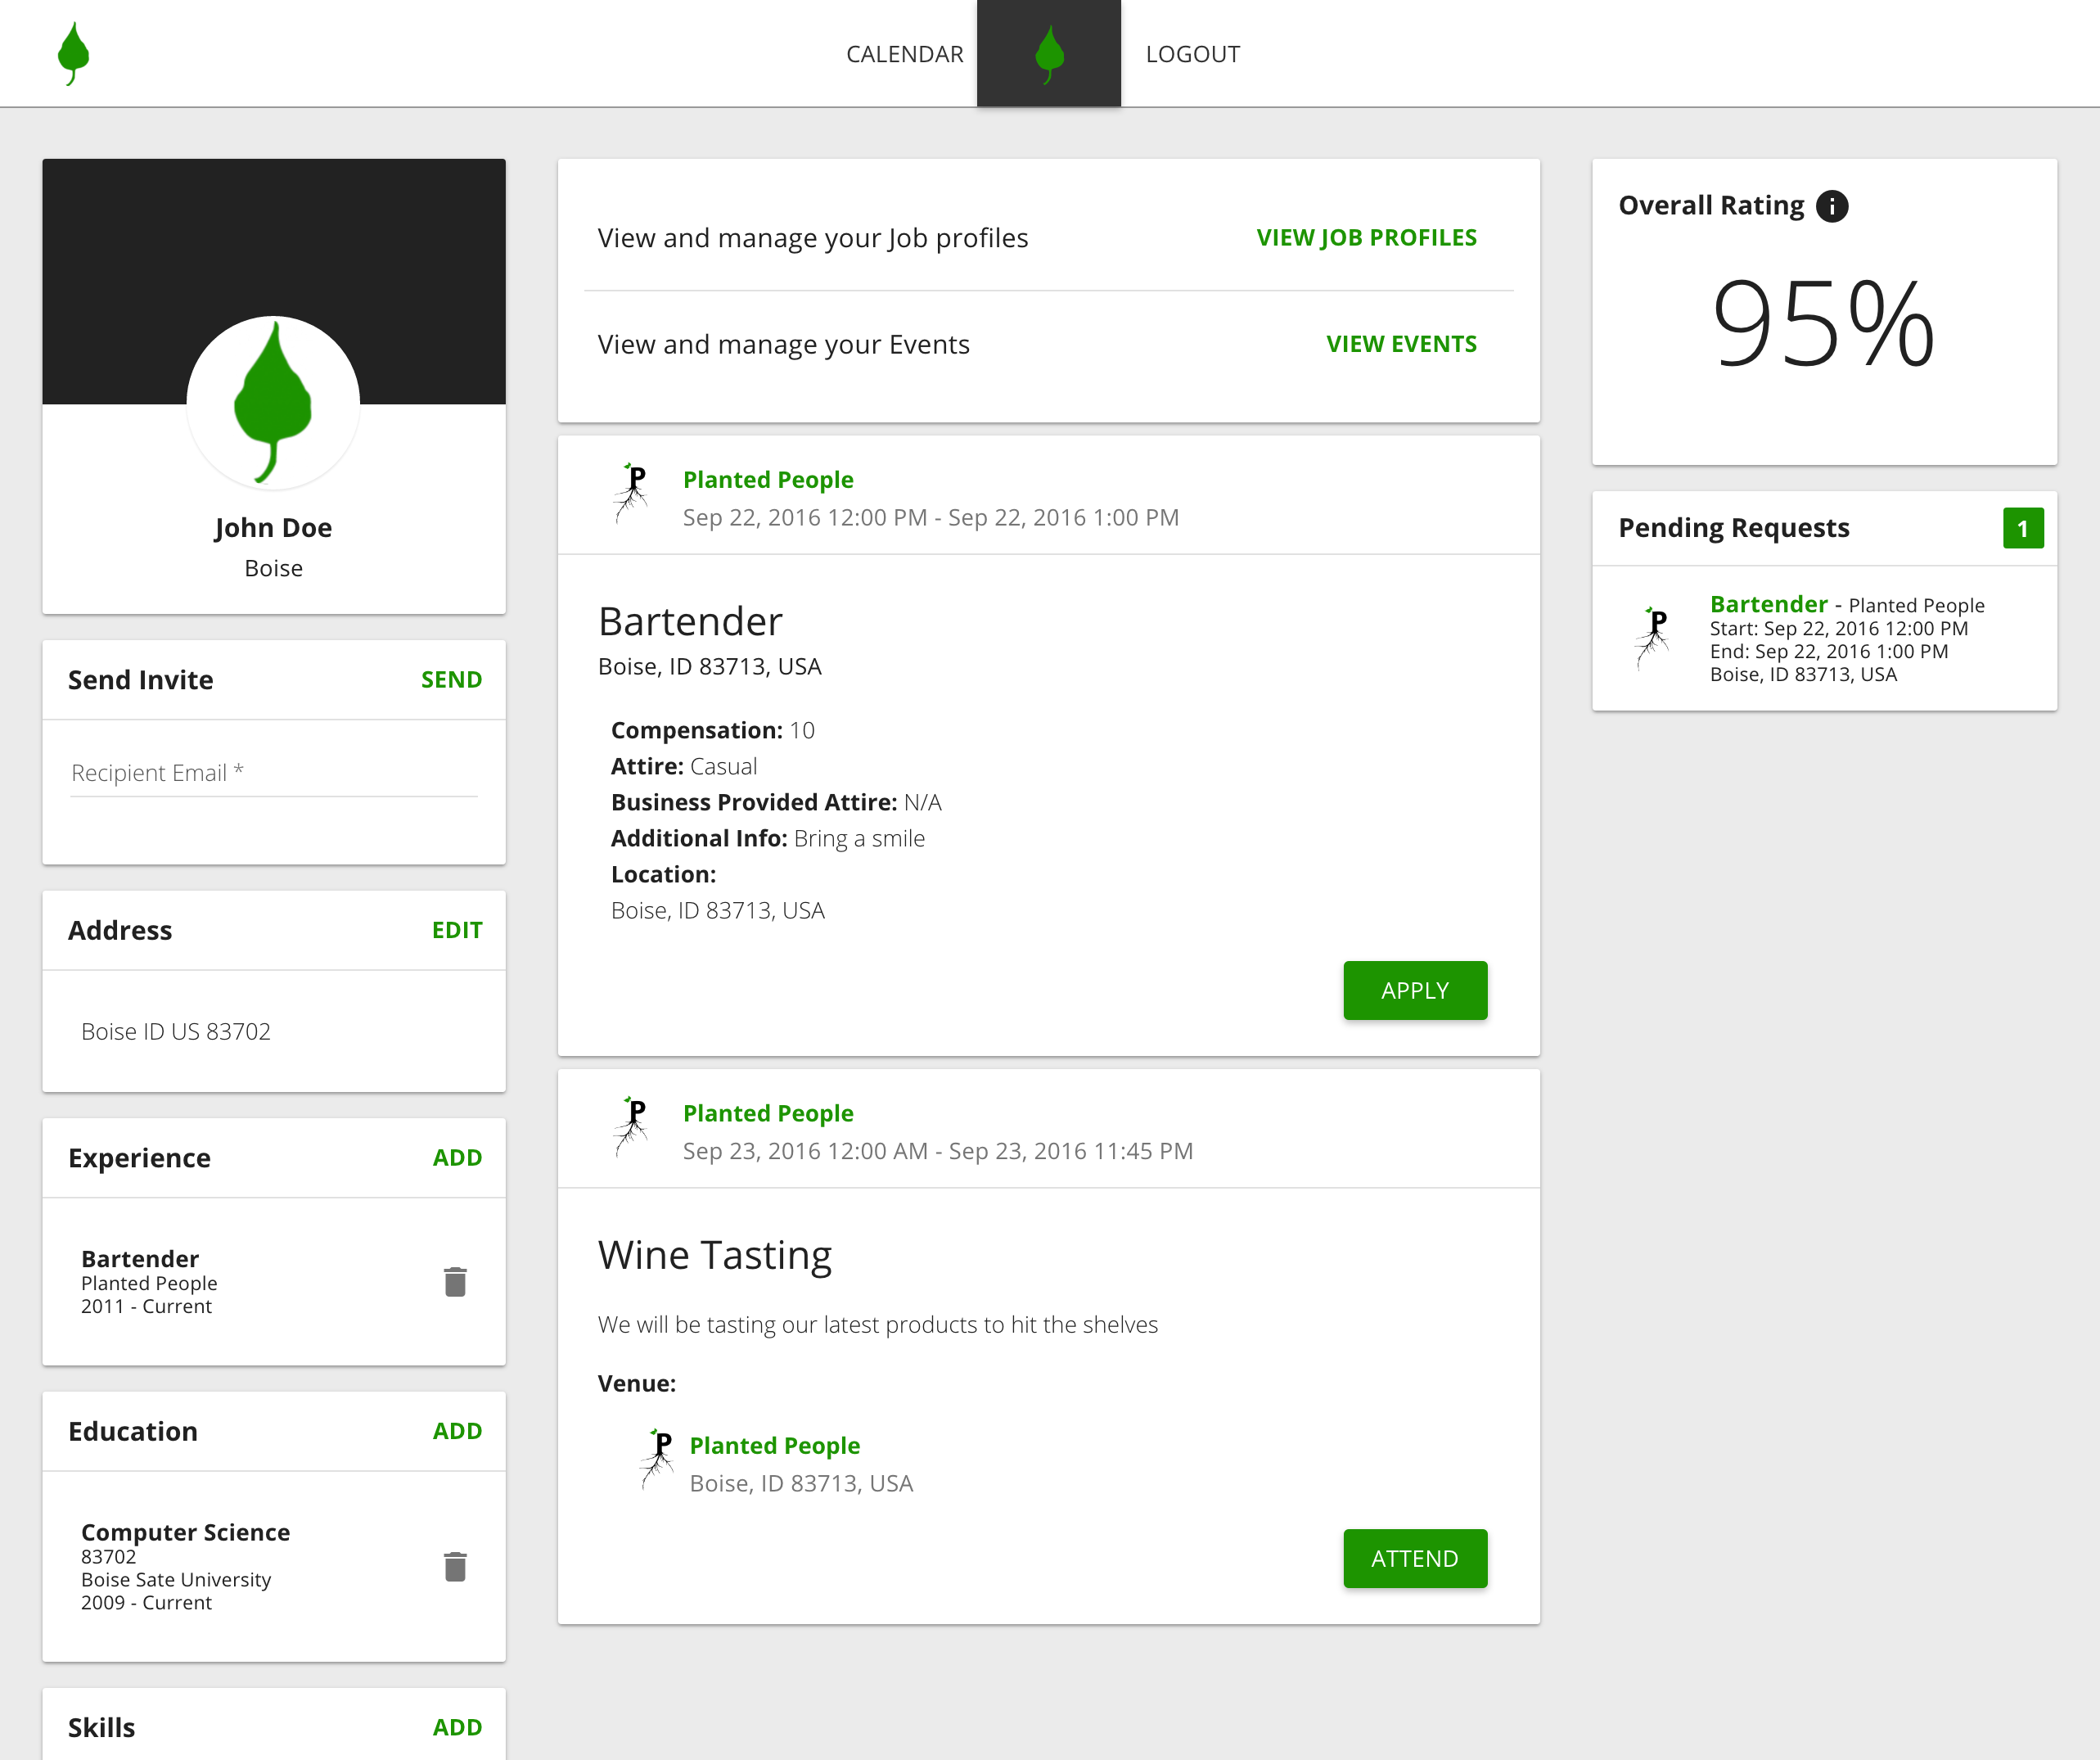 CALENDAR
LOGOUT
John Doe
Boise
Send Invite SEND
Recipient Email *
Address EDIT
Boise ID US 83702
Experience ADD
Bartender
Planted People
2011 - Current
Education ADD
Computer Science
83702
Boise Sate University
2009 - Current
Skills ADD
View and manage your Job profiles VIEW JOB PROFILES
View and manage your Events VIEW EVENTS
P
Planted People
Sep 22, 2016 12:00 PM - Sep 22, 2016 1:00 PM
Bartender
Boise, ID 83713, USA
Compensation: 10
Attire: Casual
Business Provided Attire: N/A
Additional Info: Bring a smile
Location:
Boise, ID 83713, USA
APPLY
P
Planted People
Sep 23, 2016 12:00 AM - Sep 23, 2016 11:45 PM
Wine Tasting
We will be tasting our latest products to hit the shelves
Venue:
P
Planted People
Boise, ID 83713, USA
ATTEND
Overall Rating i
95%
Pending Requests 1
P
Bartender - Planted People
Start: Sep 22, 2016 12:00 PM
End: Sep 22, 2016 1:00 PM
Boise, ID 83713, USA